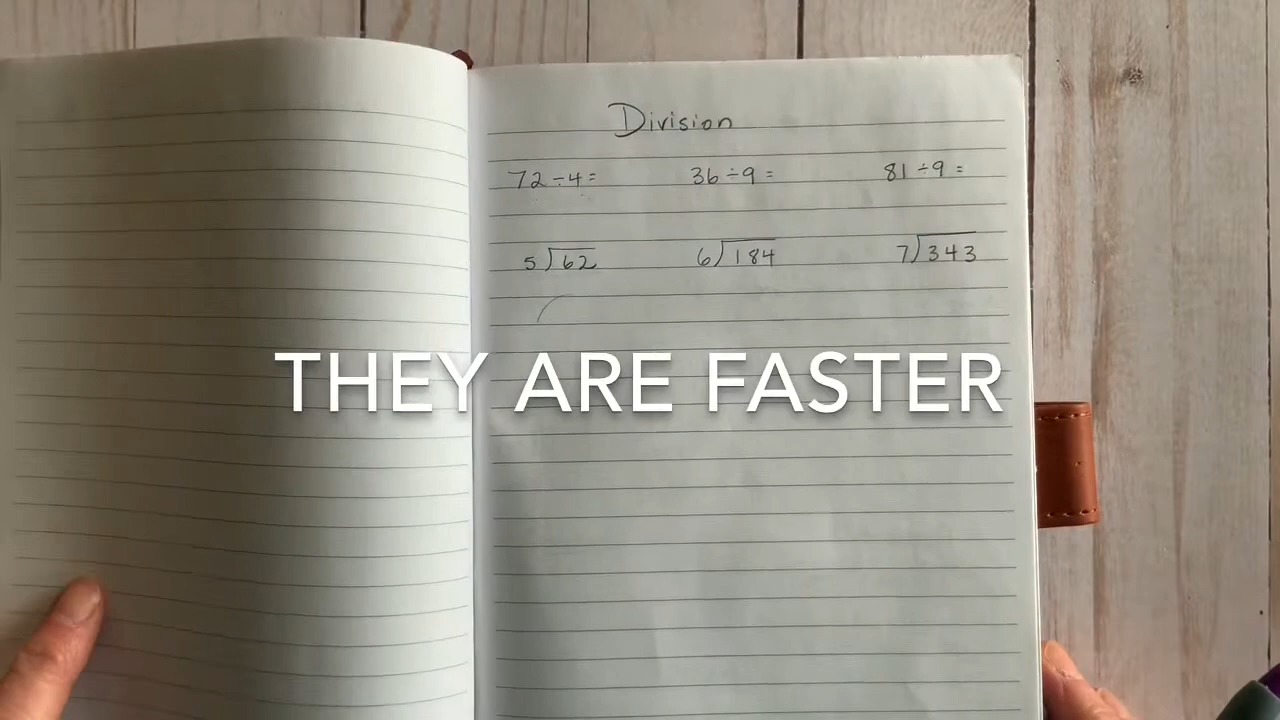 Division
72÷4= 36÷9= 81÷9=
5)62 6)184 7)343
THEY ARE FASTER